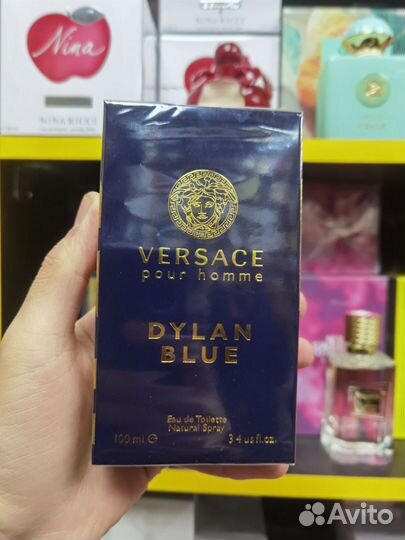 Nina
NINA RICCI
VERSACE
pour homme
DYLAN
BLUE
Eau de Toilette
Natural Spray
100 ml. e 3.4 us fl.oz.
Avito